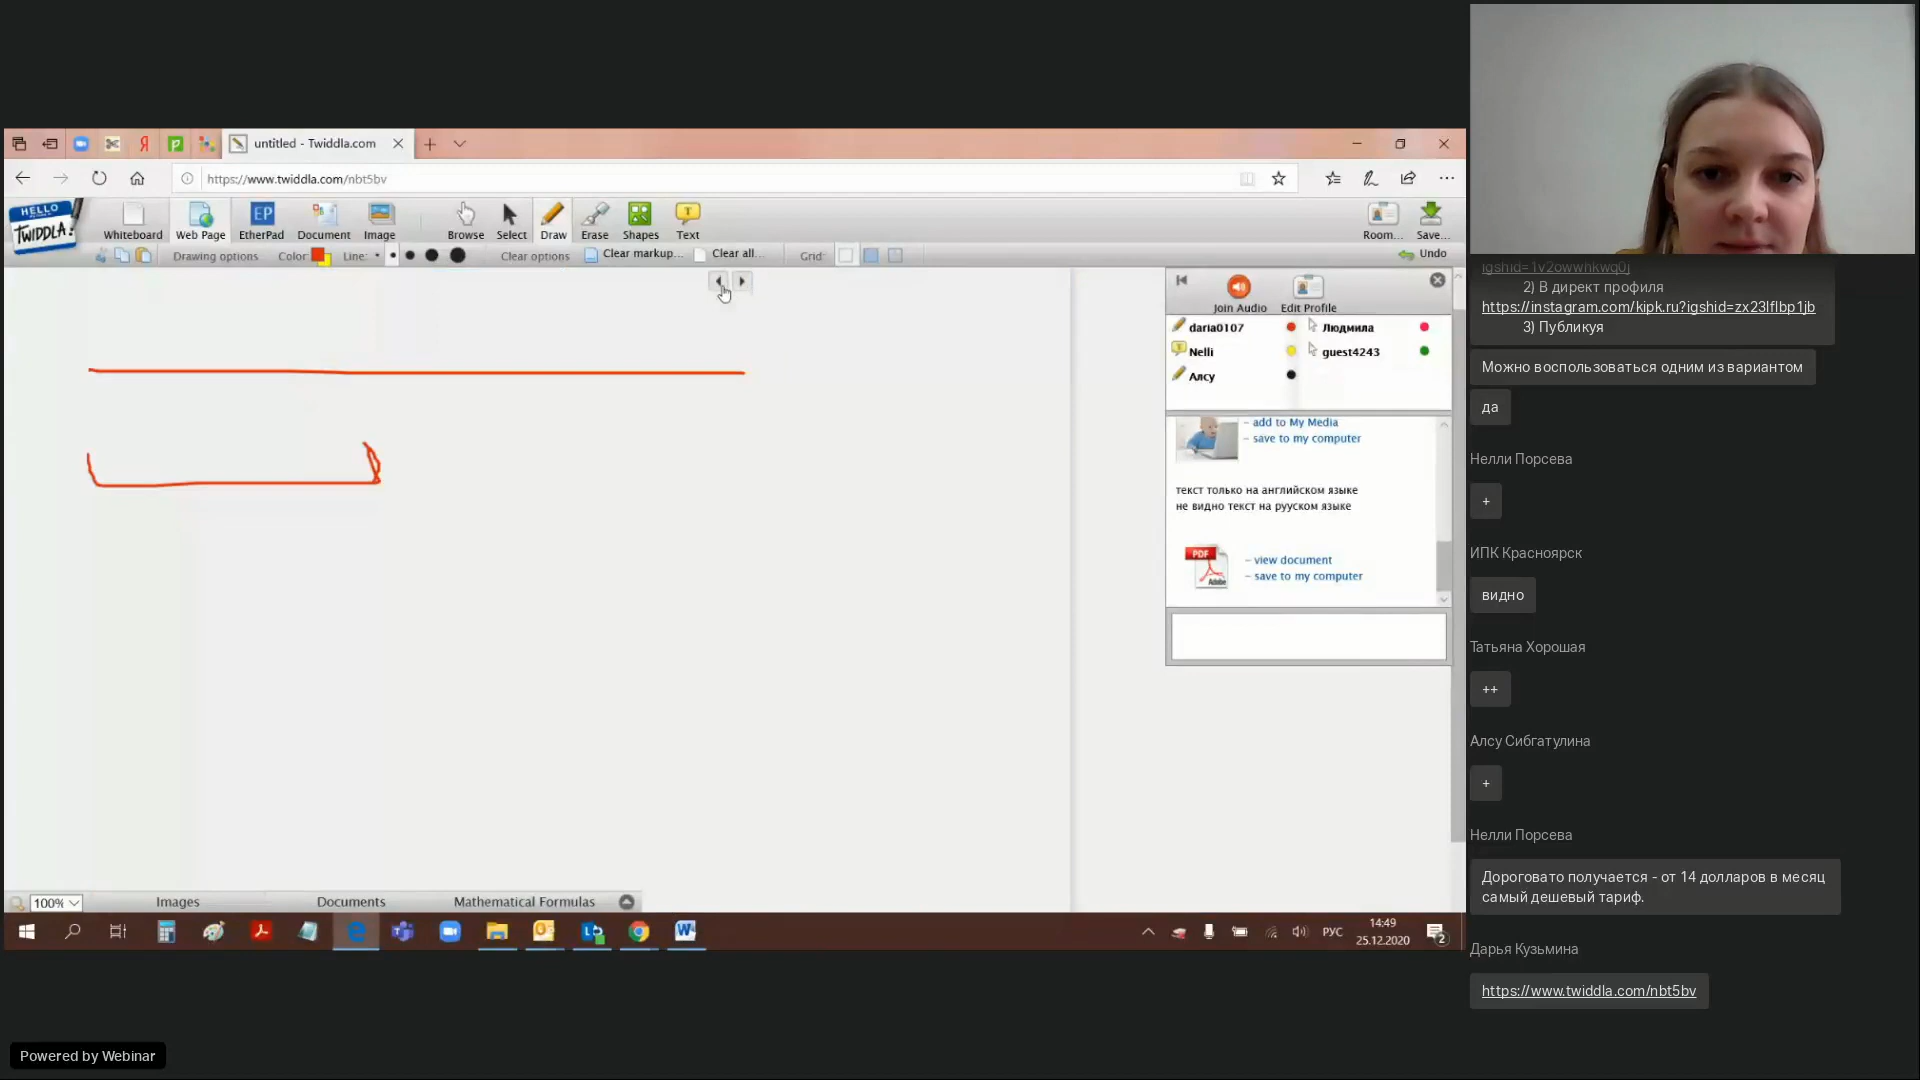 untitled - Twiddla.com
https://www.twiddla.com/nbt5bv
HELLO
TWIDDLA!
Whiteboard
Web Page
EP
EtherPad
Document
Image
Browse
Select
Draw
Erase
Shapes
Text
Room...
Save...
Drawing options
Color:
Line:
Clear options
Clear markup...
Clear all...
Grid:
Undo
Join Audio
Edit Profile
daria0107
Людмила
Nelli
guest4243
Алсу
– add to My Media
– save to my computer
текст только на английском языке
не видно текст на рууском языке
PDF
Adobe
– view document
– save to my computer
100%
Images
Documents
Mathematical Formulas
РУС
14:49
25.12.2020
2
igshid=1v2owwhkwq0j
2) В директ профиля
https://instagram.com/kipk.ru?igshid=zx23lflbp1jb
3) Публикуя
Можно воспользоваться одним из вариантом
да
Нелли Порсева
+
ИПК Красноярск
видно
Татьяна Хорошая
++
Алсу Сибгатулина
+
Нелли Порсева
Дороговато получается - от 14 долларов в месяц
самый дешевый тариф.
Дарья Кузьмина
https://www.twiddla.com/nbt5bv
Powered by Webinar